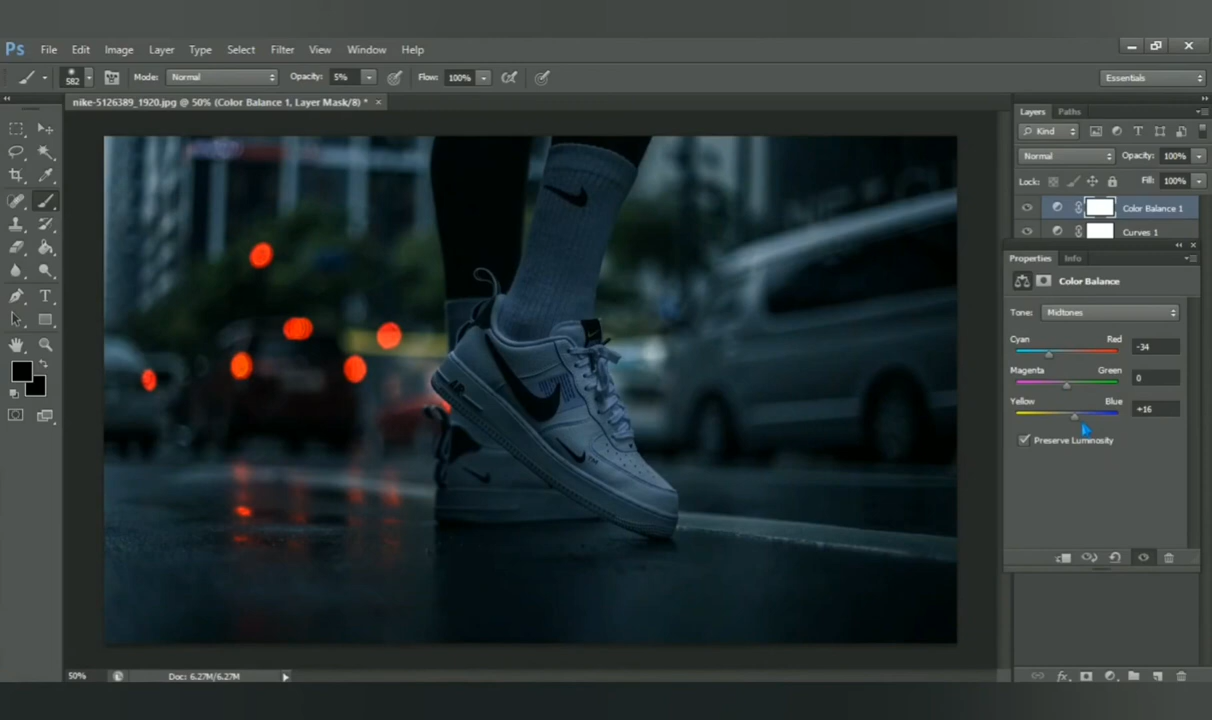 Ps File Edit Image Layer Type Select Filter View Window Help
582 Mode: Normal Opacity: 5% Flow: 100% Essentials
nike-5126389_1920.jpg @ 50% (Color Balance 1, Layer Mask/8) * ×
Layers Paths
Kind
Normal Opacity: 100%
Lock: Fill: 100%
Color Balance 1
Curves 1
Properties Info
Color Balance
Tone: Midtones
Cyan Red -34
Magenta Green 0
Yellow Blue +16
Preserve Luminosity
50% Doc: 6.27M/6.27M